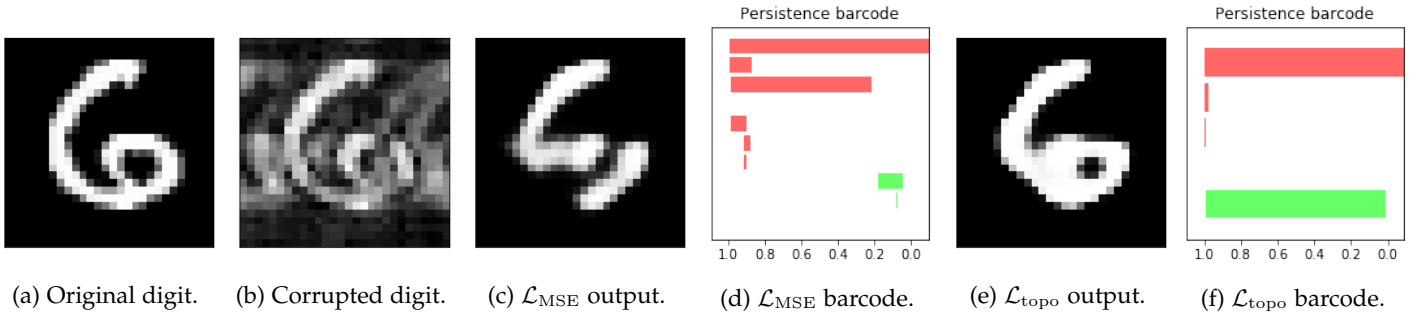 Persistence barcode
Persistence barcode
1.0 0.8 0.6 0.4 0.2 0.0
1.0 0.8 0.6 0.4 0.2 0.0
(a) Original digit. (b) Corrupted digit. (c) ℒMSE output. (d) ℒMSE barcode. (e) ℒtopo output. (f) ℒtopo barcode.